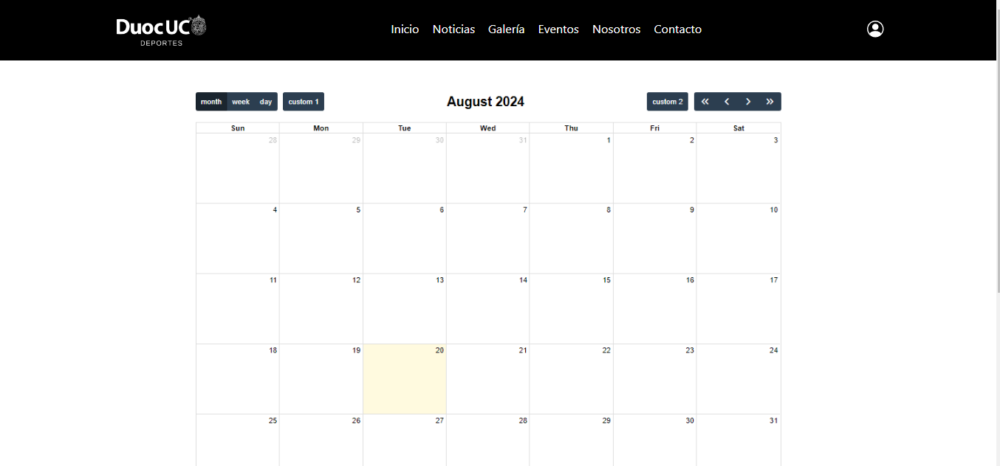 Duoc UC
DEPORTES
Inicio Noticias Galería Eventos Nosotros Contacto
month week day custom 1 August 2024 custom 2
Sun Mon Tue Wed Thu Fri Sat
28 29 30 31 1 2 3
4 5 6 7 8 9 10
11 12 13 14 15 16 17
18 19 20 21 22 23 24
25 26 27 28 29 30 31